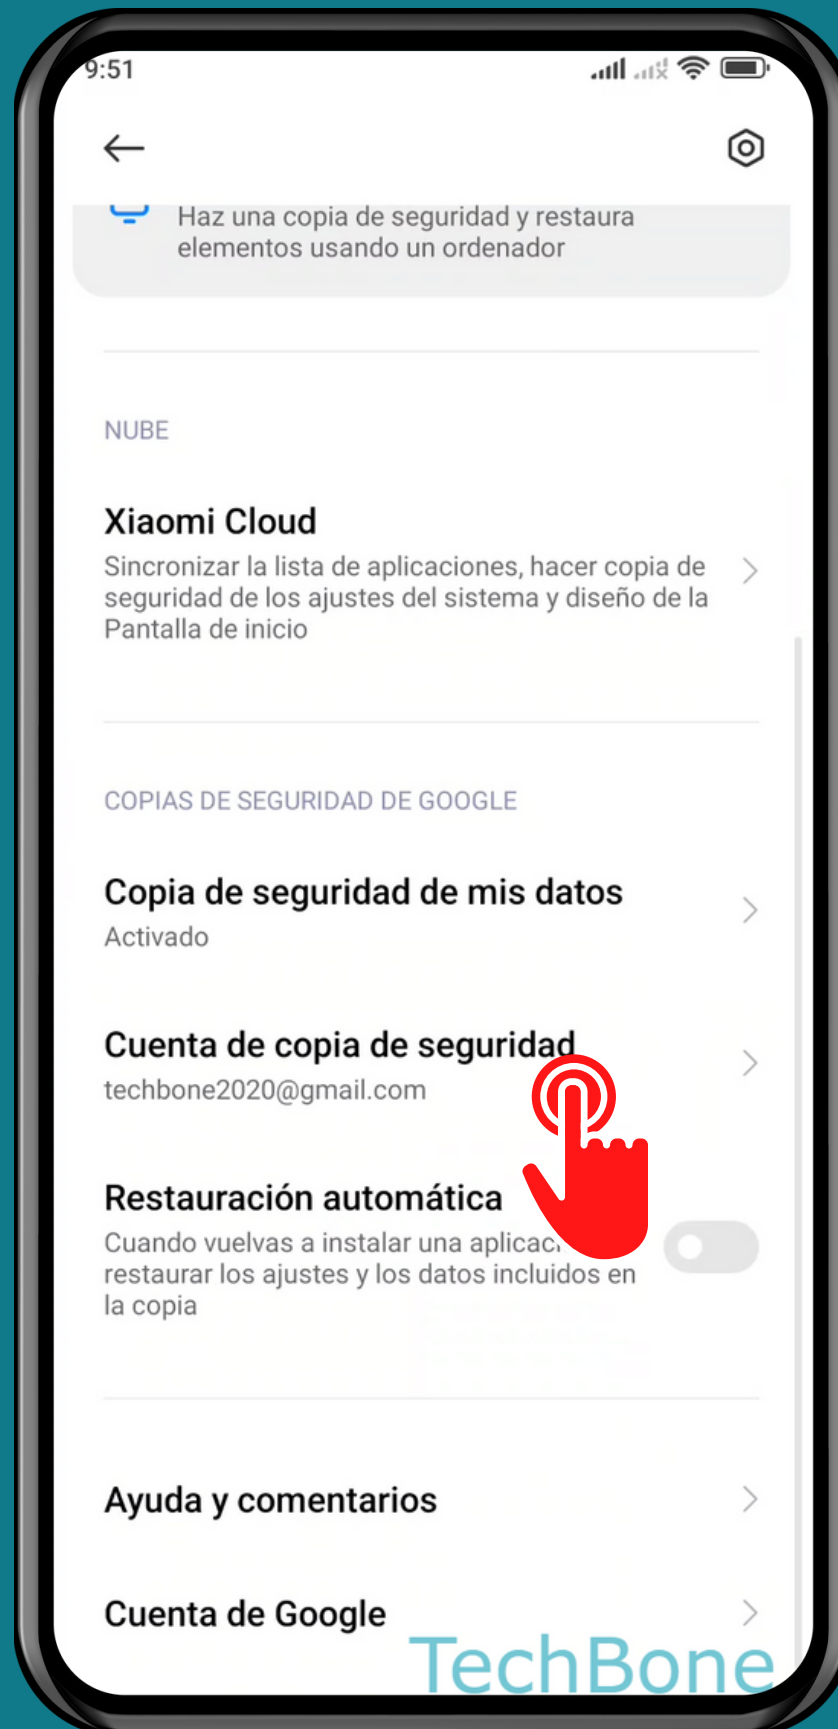 9:51
Haz una copia de seguridad y restaura
elementos usando un ordenador
NUBE
Xiaomi Cloud
Sincronizar la lista de aplicaciones, hacer copia de
seguridad de los ajustes del sistema y diseño de la
Pantalla de inicio
COPIAS DE SEGURIDAD DE GOOGLE
Copia de seguridad de mis datos
Activado
Cuenta de copia de seguridad
techbone2020@gmail.com
Restauración automática
Cuando vuelvas a instalar una
restaurar los ajustes y los datos incluidos en
la copia
Ayuda y comentarios
Cuenta de Google
TechBone